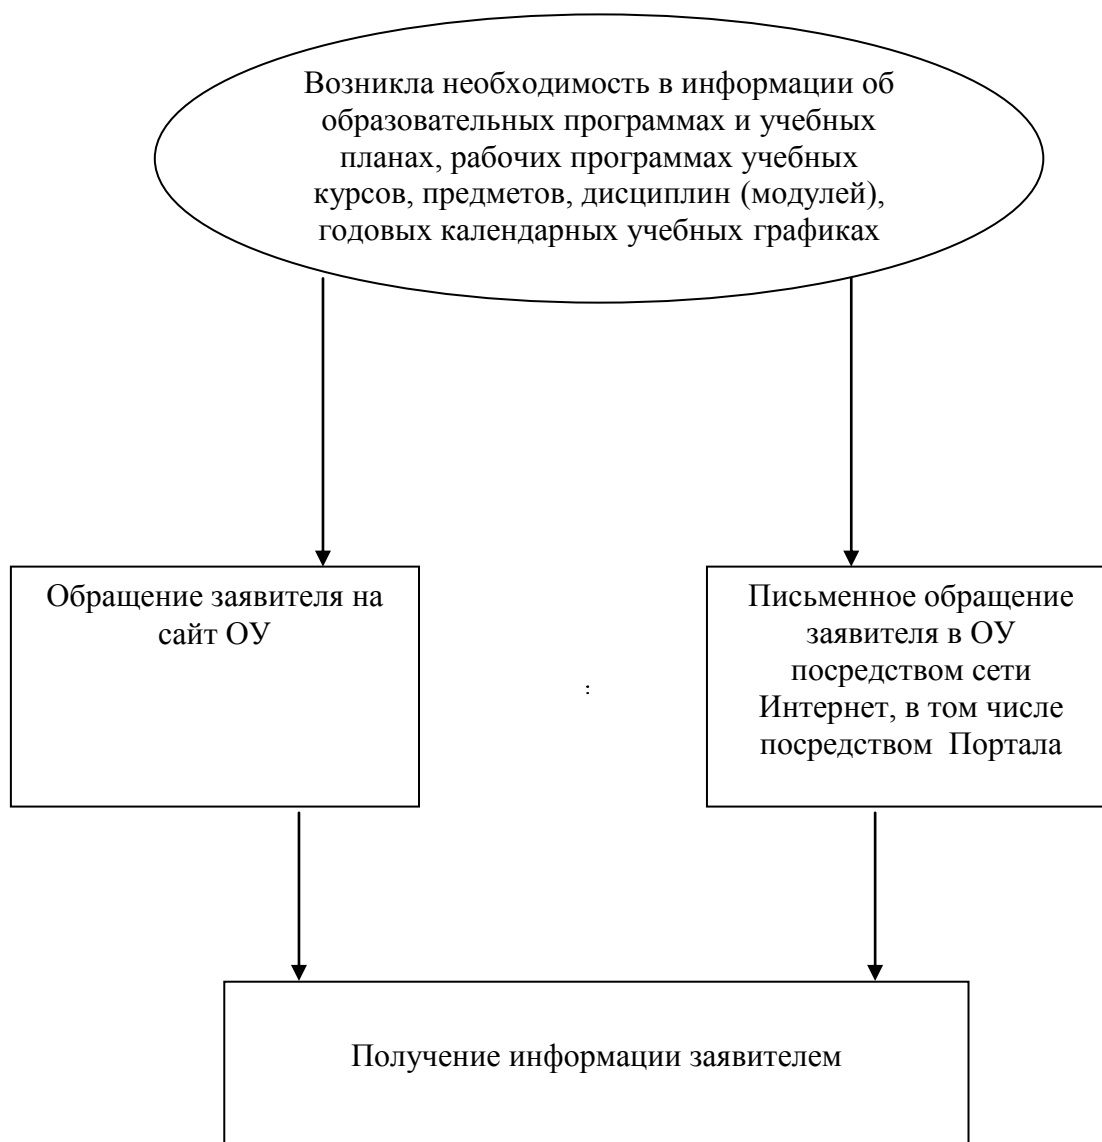 Возникла необходимость в информации об
образовательных программах и учебных
планах, рабочих программах учебных
курсов, предметов, дисциплин (модулей),
годовых календарных учебных графиках
Обращение заявителя на
сайт ОУ
:
Письменное обращение
заявителя в ОУ
посредством сети
Интернет, в том числе
посредством  Портала
Получение информации заявителем